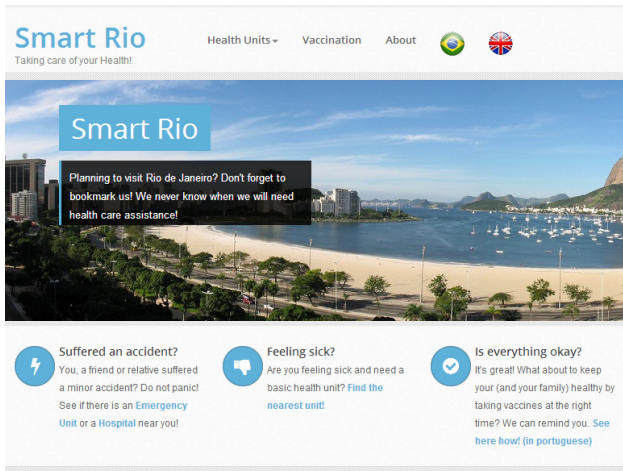 Smart Rio
Taking care of your Health!
Health Units Vaccination About
Smart Rio
Planning to visit Rio de Janeiro? Don't forget to
bookmark us! We never know when we will need
health care assistance!
Suffered an accident?
You, a friend or relative suffered
a minor accident? Do not panic!
See if there is an Emergency
Unit or a Hospital near you!
Feeling sick?
Are you feeling sick and need a
basic health unit? Find the
nearest unit!
Is everything okay?
It's great! What about to keep
your (and your family) healthy by
taking vaccines at the right
time? We can remind you. See
here how! (in portuguese)